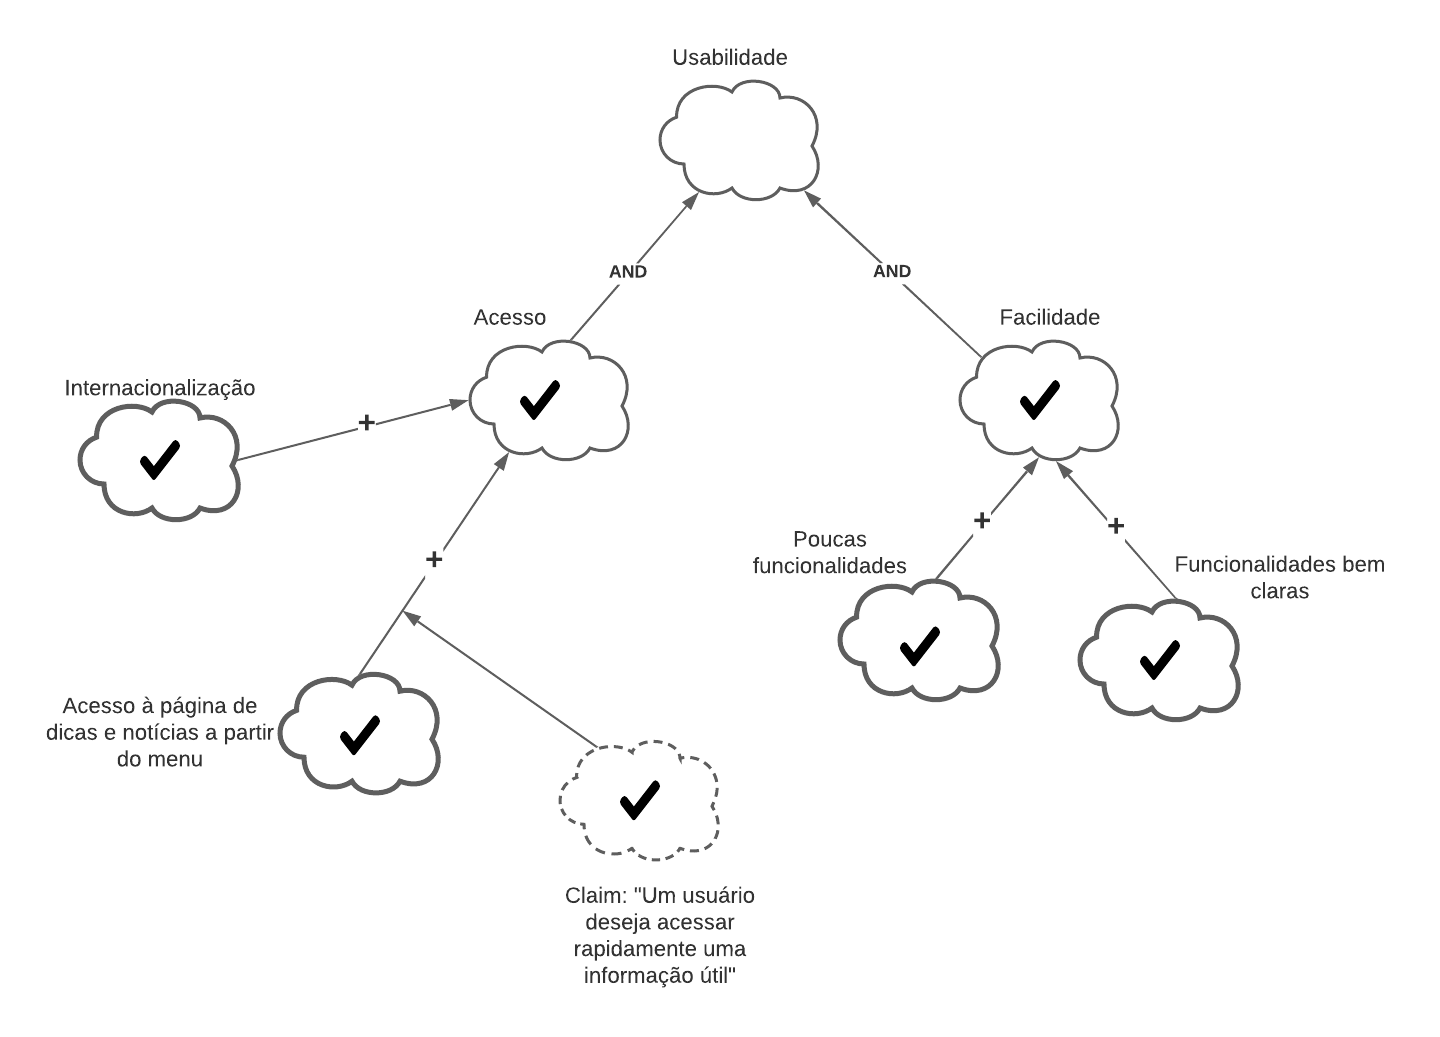 Usabilidade
AND
AND
Acesso
Facilidade
Internacionalização
+
+
+
+
Poucas
funcionalidades
Funcionalidades bem
claras
Acesso à página de
dicas e notícias a partir
do menu
Claim: "Um usuário
deseja acessar
rapidamente uma
informação útil"